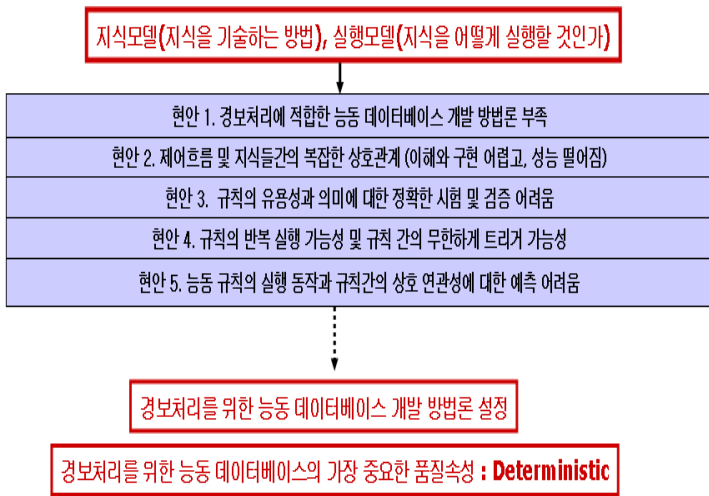 지식모델(지식을 기술하는 방법), 실행모델(지식을 어떻게 실행할 것인가)
현안 1. 경보처리에 적합한 능동 데이터베이스 개발 방법론 부족
현안 2. 제어흐름 및 지식들간의 복잡한 상호관계 (이해와 구현 어렵고, 성능 떨어짐)
현안 3. 규칙의 유용성과 의미에 대한 정확한 시험 및 검증 어려움
현안 4. 규칙의 반복 실행 가능성 및 규칙 간의 무한하게 트리거 가능성
현안 5. 능동 규칙의 실행 동작과 규칙간의 상호 연관성에 대한 예측 어려움
경보처리를 위한 능동 데이터베이스 개발 방법론 설정
경보처리를 위한 능동 데이터베이스의 가장 중요한 품질속성 : Deterministic